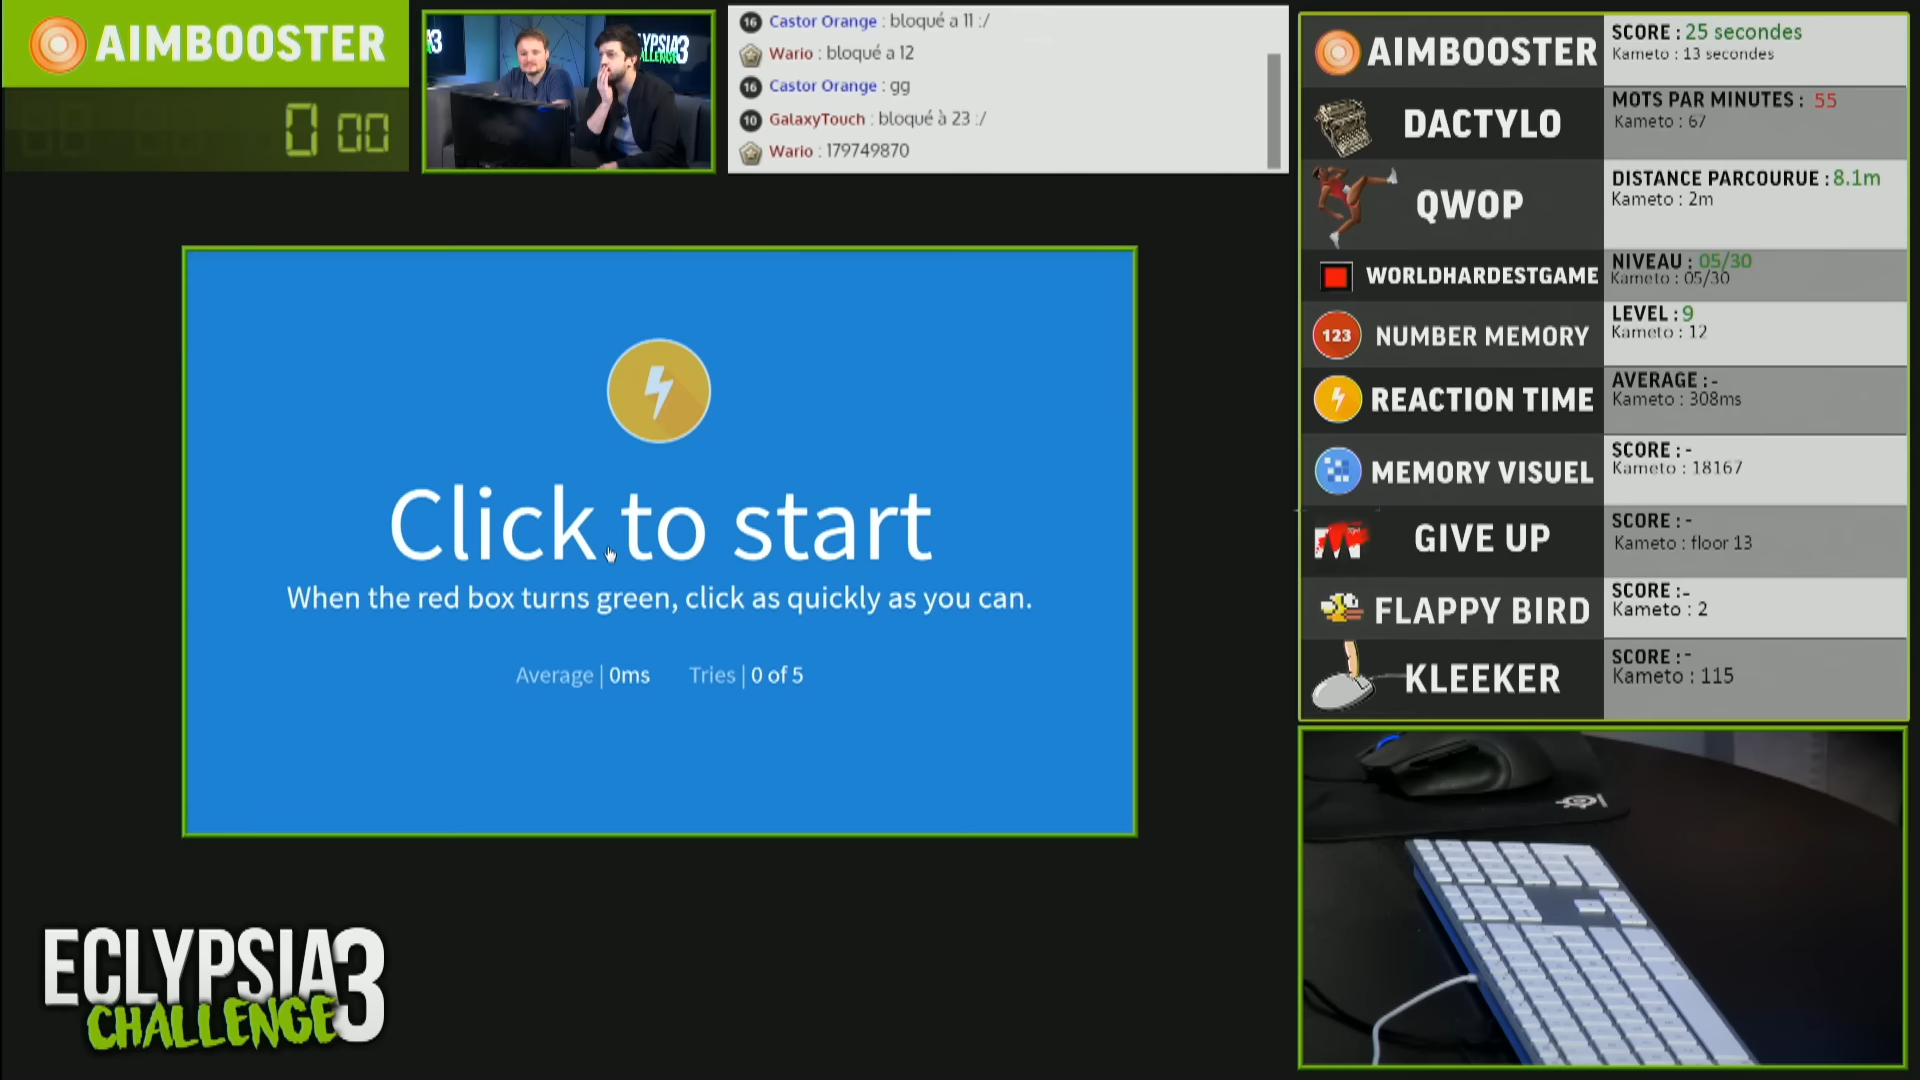 AIMBOOSTER
0 00
Castor Orange : bloqué a 11 :/
Wario : bloqué a 12
Castor Orange : gg
GalaxyTouch : bloqué à 23 :/
Wario : 179749870
16
16
10
Click to start
When the red box turns green, click as quickly as you can.
Average | 0ms Tries | 0 of 5
ECLYPSIA
CHALLENGE 3
AIMBOOSTER
SCORE : 25 secondes
Kameto : 13 secondes
DACTYLO
MOTS PAR MINUTES : 55
Kameto : 67
QWOP
DISTANCE PARCOURUE : 8.1m
Kameto : 2m
WORLDHARDESTGAME
NIVEAU : 05/30
Kameto : 05/30
123
NUMBER MEMORY
LEVEL : 9
Kameto : 12
REACTION TIME
AVERAGE : -
Kameto : 308ms
MEMORY VISUEL
SCORE : -
Kameto : 18167
GIVE UP
SCORE : -
Kameto : floor 13
FLAPPY BIRD
SCORE :-
Kameto : 2
KLEEKER
SCORE :-
Kameto : 115